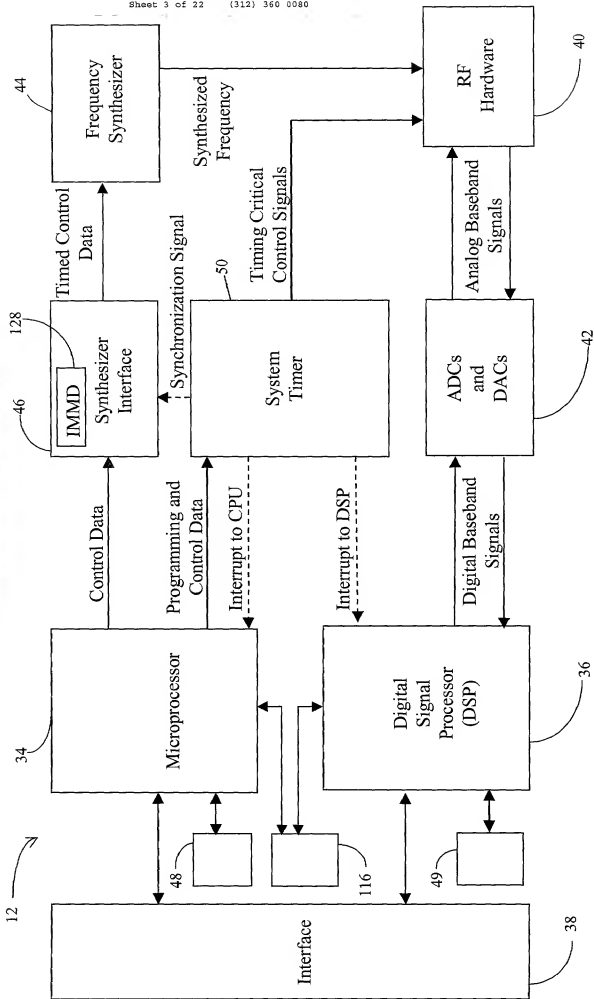 Sheet 3 of 22 (312) 360 0080
12
34
46
128
44
Microprocessor
Control Data
Programming and
Control Data
Interrupt to CPU
IMMD
Synthesizer
Interface
Timed Control
Data
Frequency
Synthesizer
Synchronization Signal
50
Synthesized
Frequency
System
Timer
Timing Critical
Control Signals
Interrupt to DSP
Interface
48
116
49
Digital
Signal
Processor
(DSP)
Digital Baseband
Signals
ADCs
and
DACs
Analog Baseband
Signals
RF
Hardware
38
36
42
40